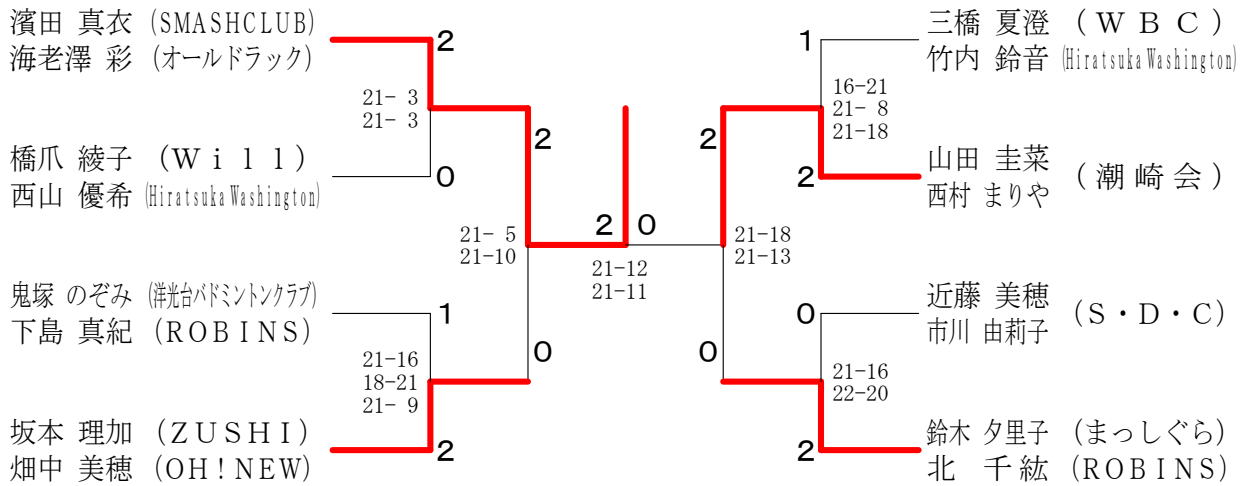 濱田 真衣 (SMASHCLUB)
海老澤 彩 (オールドラック)
2
21- 3
21- 3
橋爪 綾子 (Will)
西山 優希 (Hiratsuka Washington)
0
2
21- 5
21-10
鬼塚 のぞみ (洋光台バドミントンクラブ)
下島 真紀 (ROBINS)
1
0
21-16
18-21
21- 9
坂本 理加 (ZUSHI)
畑中 美穂 (OH!NEW)
2
2 0
21-12
21-11
三橋 夏澄 (WBC)
竹内 鈴音 (Hiratsuka Washington)
1
16-21
21- 8
21-18
2
山田 圭菜
西村 まりや
(潮崎会)
2
21-18
21-13
近藤 美穂
市川 由莉子
(S・D・C)
0
0
21-16
22-20
鈴木 夕里子 (まっしぐら)
北 千紘 (ROBINS)
2